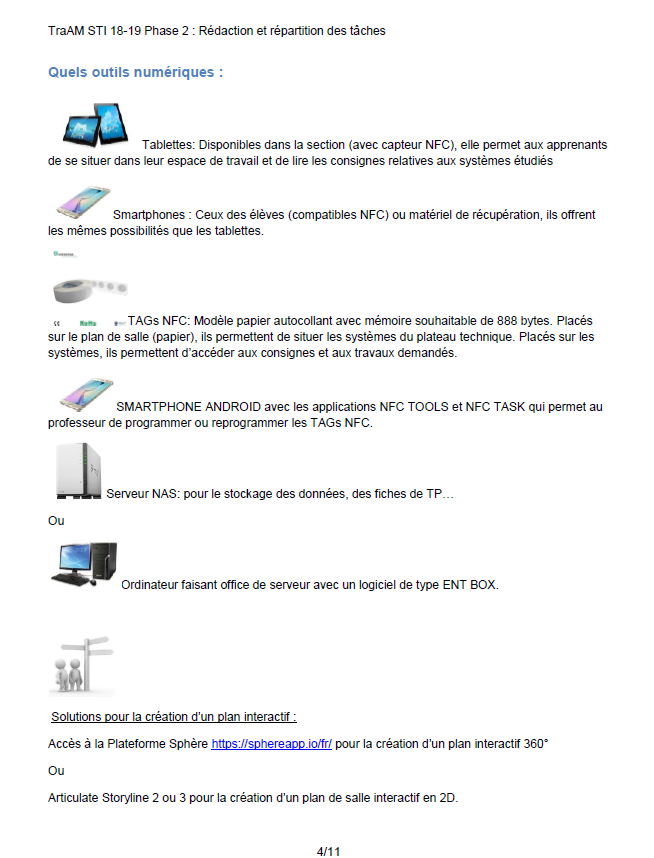 TraAM STI 18-19 Phase 2 : Rédaction et répartition des tâches
Quels outils numériques :
Tablettes: Disponibles dans la section (avec capteur NFC), elle permet aux apprenants
de se situer dans leur espace de travail et de lire les consignes relatives aux systèmes étudiés
Smartphones : Ceux des élèves (compatibles NFC) ou matériel de récupération, ils offrent
les mêmes possibilités que les tablettes.
CE RoHS
TAGs NFC: Modèle papier autocollant avec mémoire souhaitable de 888 bytes. Placés
sur le plan de salle (papier), ils permettent de situer les systèmes du plateau technique. Placés sur les
systèmes, ils permettent d'accéder aux consignes et aux travaux demandés.
SMARTPHONE ANDROID avec les applications NFC TOOLS et NFC TASK qui permet au
professeur de programmer ou reprogrammer les TAGs NFC.
Serveur NAS: pour le stockage des données, des fiches de TP…
Ou
Ordinateur faisant office de serveur avec un logiciel de type ENT BOX.
Solutions pour la création d'un plan interactif :
Accès à la Plateforme Sphère https://sphereapp.io/fr/ pour la création d'un plan interactif 360°
Ou
Articulate Storyline 2 ou 3 pour la création d'un plan de salle interactif en 2D.
4/11